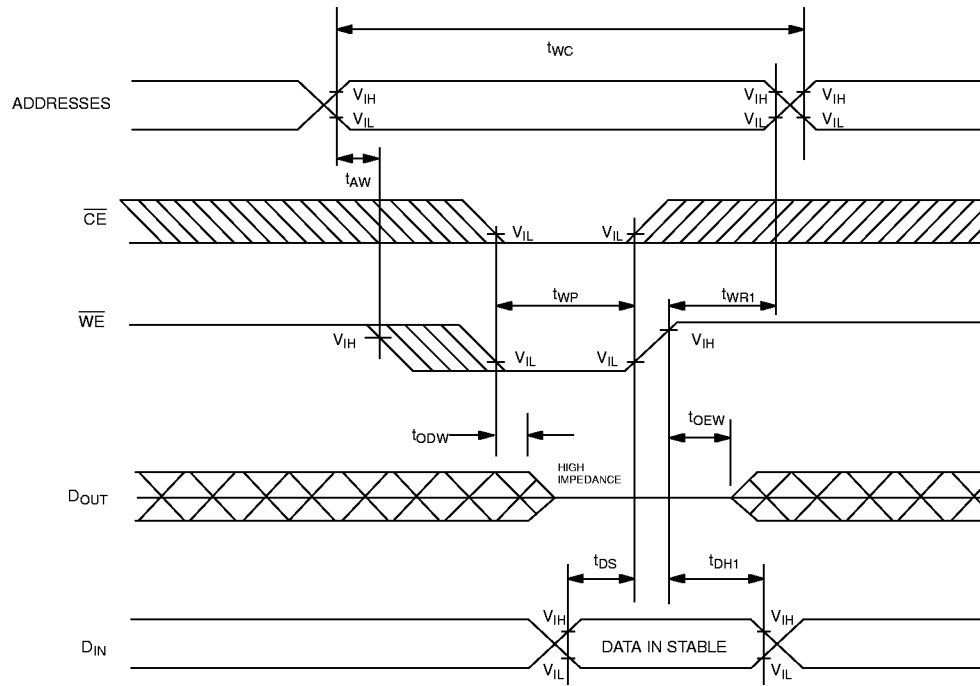 tWC
ADDRESSES
VIH
VIL
VIH
VIL
VIH
VIL
tAW
CE
VIL
VIL
tWP
tWR1
WE
VIH
VIL
VIL
VIH
tODW
tOEW
DOUT
HIGH
IMPEDANCE
tDS
tDH1
DIN
VIH
VIL
DATA IN STABLE
VIH
VIL